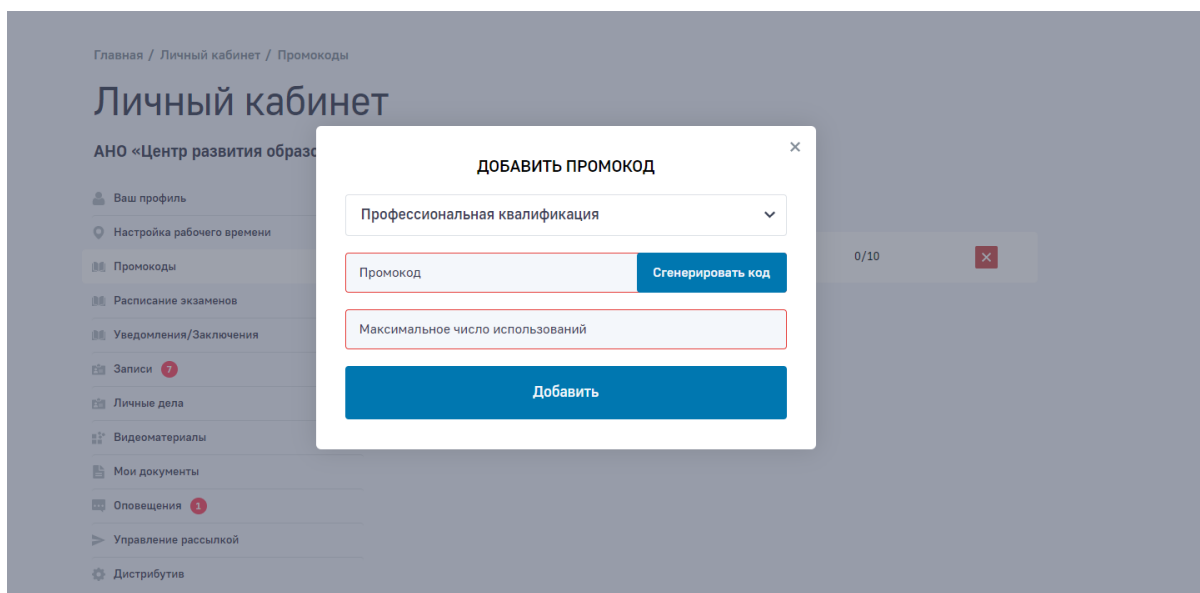 Главная / Личный кабинет / Промокоды
Личный кабинет
АНО «Центр развития
Ваш профиль
Настройка рабочего времени
Промокоды
Расписание экзаменов
Уведомления/Заключения
Записи 7
Личные дела
Видеоматериалы
Мои документы
Оповещения 1
Управление рассылкой
Дистрибутив
ДОБАВИТЬ ПРОМОКОД
Профессиональная квалификация
Промокод
Сгенерировать код
Максимальное число использований
Добавить
0/10